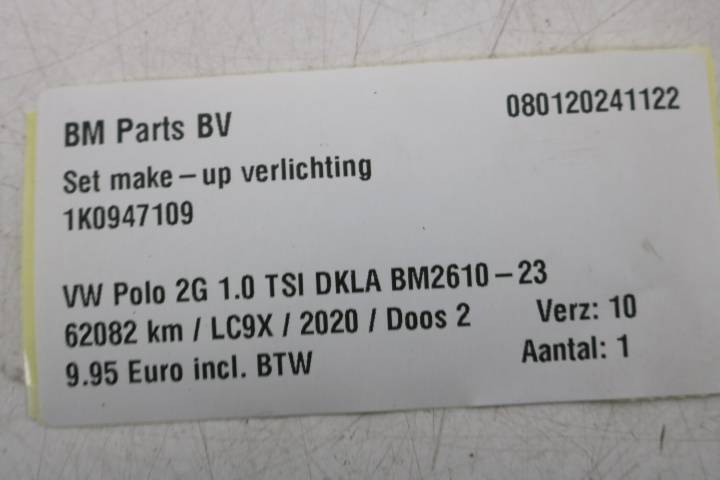 BM Parts BV 080120241122
Set make-up verlichting
1K0947109
VW Polo 2G 1.0 TSI DKLA BM2610-23
62082 km / LC9X / 2020 / Doos 2 Verz: 10
9.95 Euro incl. BTW Aantal: 1